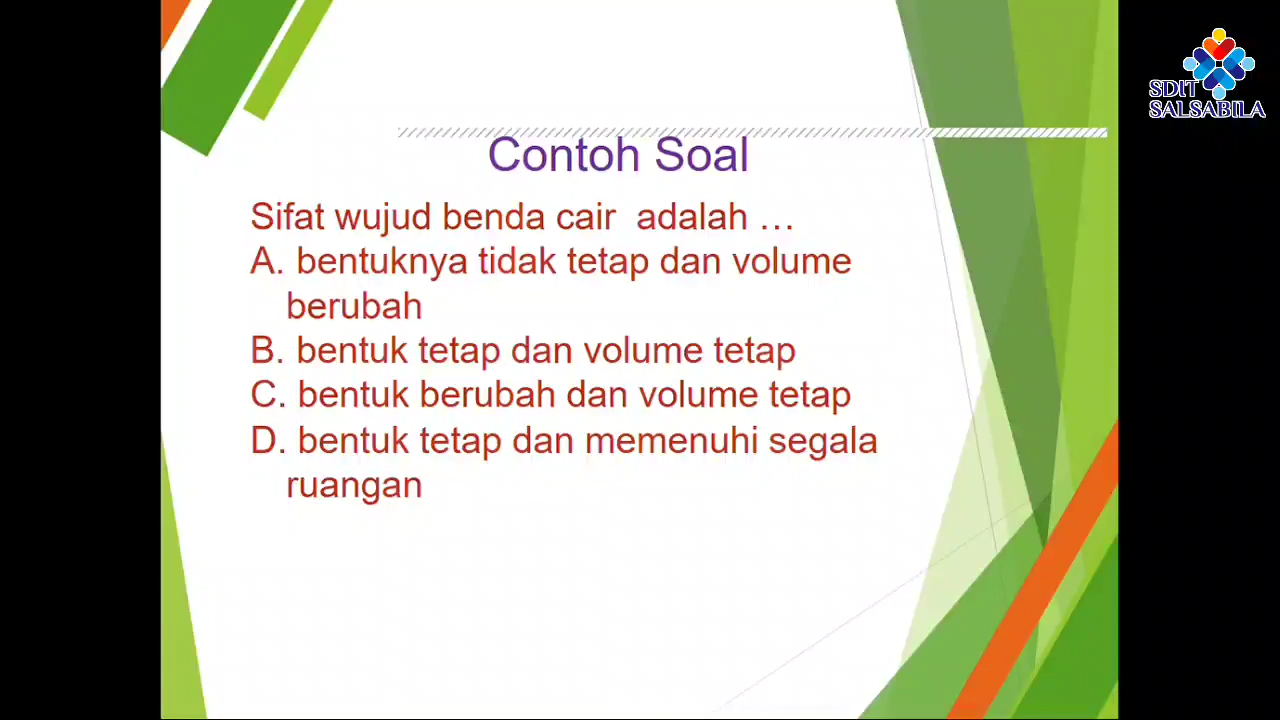 SDIT
SALSABILA
Contoh Soal
Sifat wujud benda cair adalah …
A. bentuknya tidak tetap dan volume
berubah
B. bentuk tetap dan volume tetap
C. bentuk berubah dan volume tetap
D. bentuk tetap dan memenuhi segala
ruangan